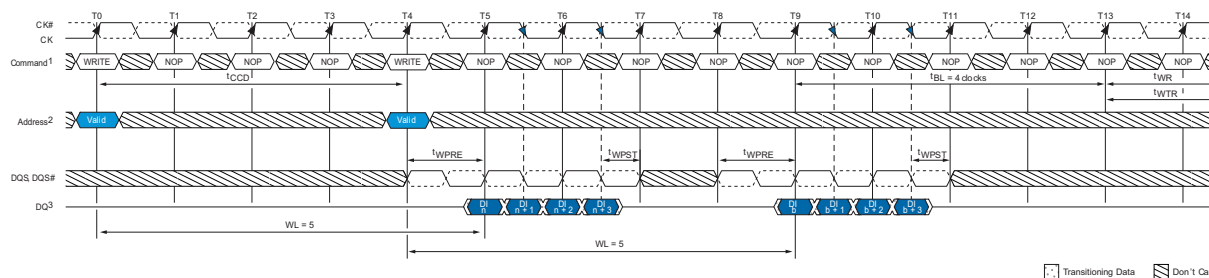 T0 T1 T2 T3 T4 T5 T6 T7 T8 T9 T10 T11 T12 T13 T14
CK#
CK
Command1 WRITE NOP NOP NOP WRITE NOP NOP NOP NOP NOP NOP NOP NOP NOP NOP
tCCD tBL = 4 clocks tWR
tWTR
Address2 Valid Valid
tWPRE tWPST tWPRE tWPST
DQS, DQS#
DQ3 DI n DI n + 1 DI n + 2 DI n + 3 DI b DI b + 1 DI b + 2 DI b + 3
WL = 5
WL = 5
Transitioning Data Don't Ca